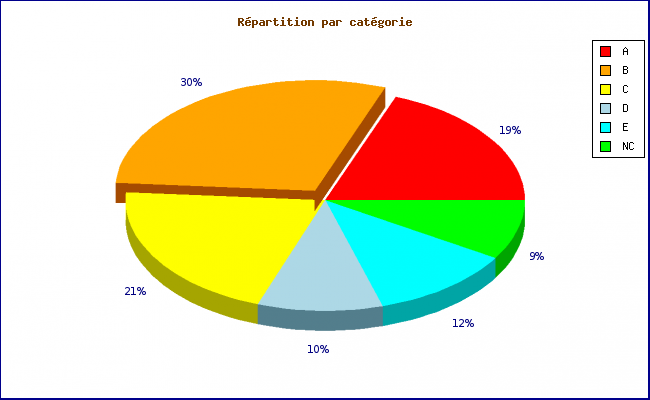 Répartition par catégorie
A
B
C
D
E
NC
30%
19%
9%
12%
10%
21%